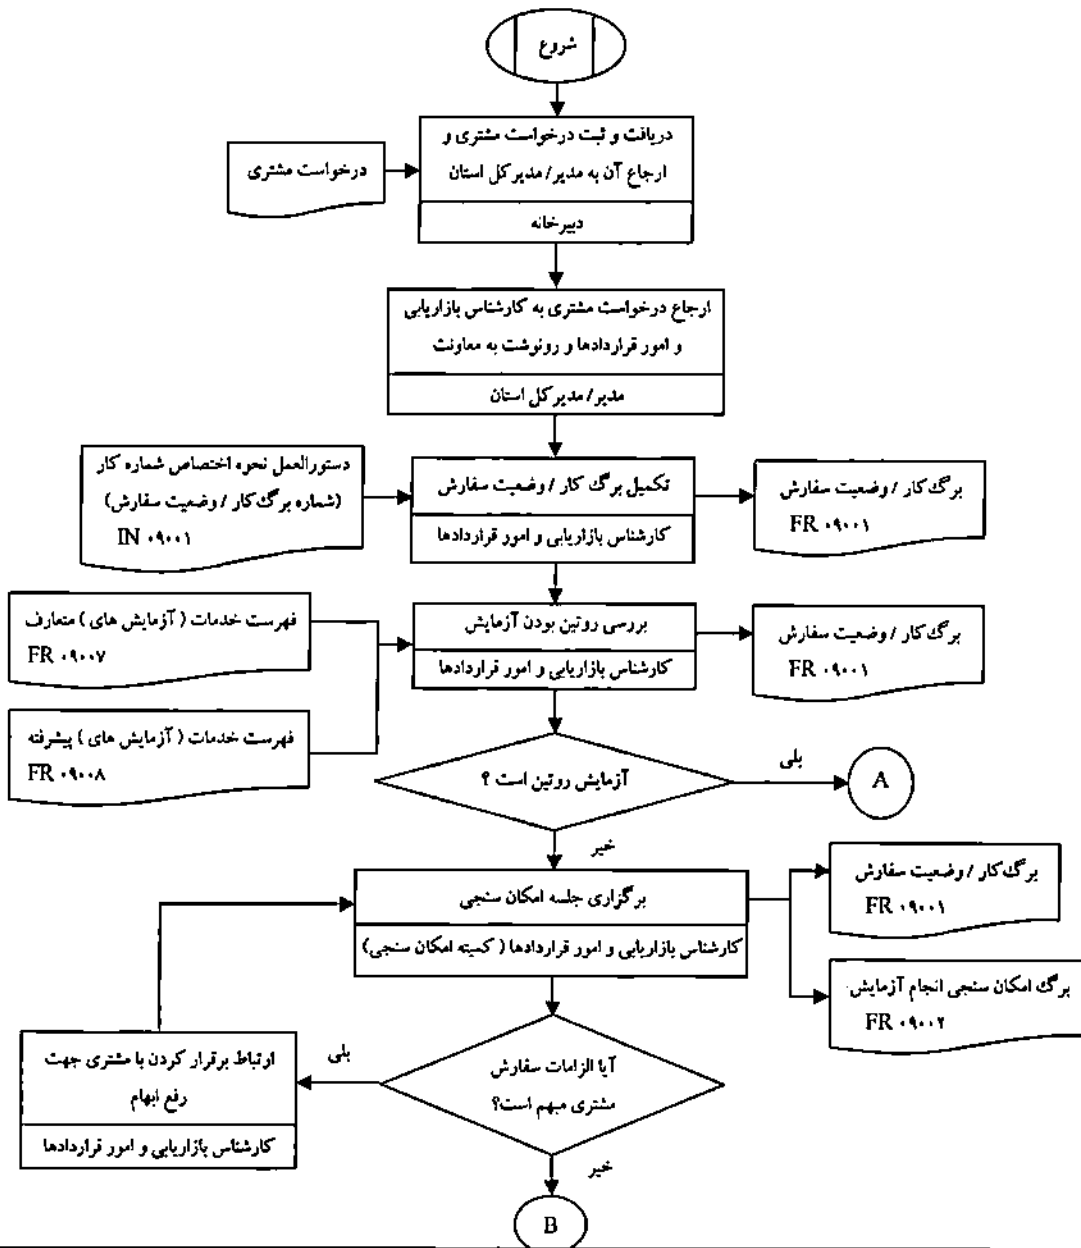 شروع
دریافت و ثبت درخواست مشتری و
ارجاع آن به مدیر/ مدیرکل استان
دبیرخانه
درخواست مشتری
ارجاع درخواست مشتری به کارشناس بازاریابی
و امور قراردادها و رونوشت به معاونت
مدیر/ مدیرکل استان
دستورالعمل نحوه اختصاص شماره کار
(شماره برگ کار / وضعیت سفارش)
IN ۰۹۰۰۱
تکمیل برگ کار / وضعیت سفارش
کارشناس بازاریابی و امور قراردادها
برگ کار / وضعیت سفارش
FR ۰۹۰۰۱
فهرست خدمات ( آزمایش های ) متعارف
FR ۰۹۰۰۷
فهرست خدمات ( آزمایش های ) پیشرفته
FR ۰۹۰۰۸
بررسی روتین بودن آزمایش
کارشناس بازاریابی و امور قراردادها
برگ کار / وضعیت سفارش
FR ۰۹۰۰۱
آزمایش روتین است ؟
بلی
A
خیر
برگزاری جلسه امکان سنجی
کارشناس بازاریابی و امور قراردادها ( کمیته امکان سنجی)
برگ کار / وضعیت سفارش
FR ۰۹۰۰۱
برگ امکان سنجی انجام آزمایش
FR ۰۹۰۰۲
آیا الزامات سفارش
مشتری مبهم است؟
بلی
ارتباط برقرار کردن با مشتری جهت
رفع ابهام
کارشناس بازاریابی و امور قراردادها
خیر
B